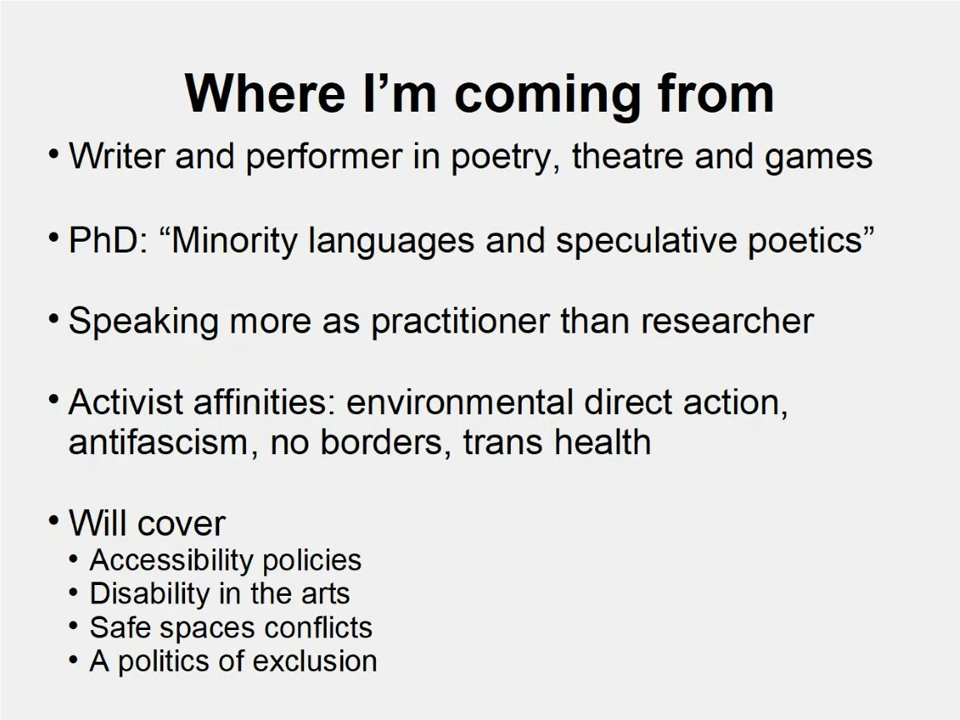 Where I’m coming from
• Writer and performer in poetry, theatre and games
• PhD: “Minority languages and speculative poetics”
• Speaking more as practitioner than researcher
• Activist affinities: environmental direct action,
antifascism, no borders, trans health
• Will cover
• Accessibility policies
• Disability in the arts
• Safe spaces conflicts
• A politics of exclusion